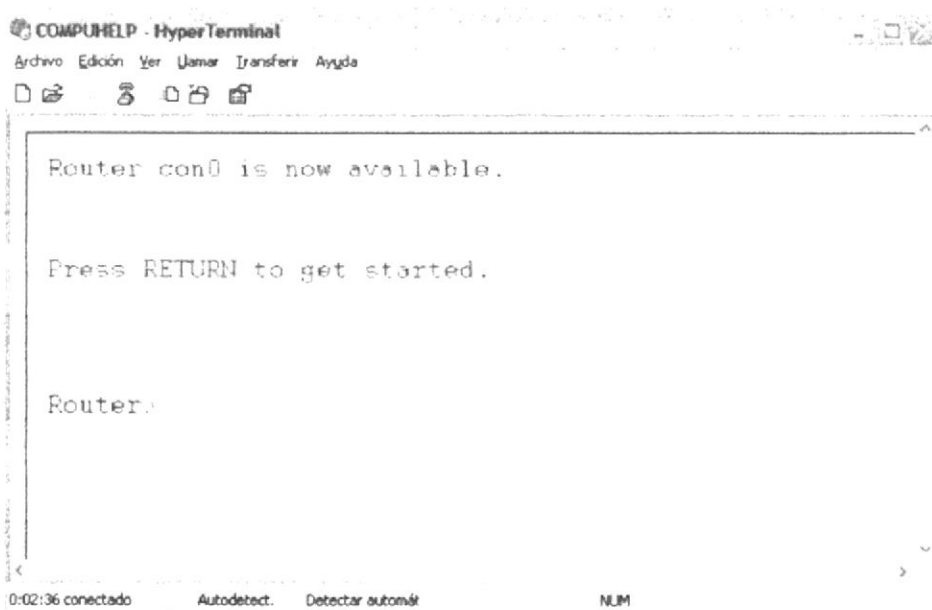 COMPUHELP - HyperTerminal
Archivo Edición Ver Llamar Transferir Ayuda
Router con0 is now available.
Press RETURN to get started.
Router>
0:02:36 conectado Autodetect. Detectar automát NUM